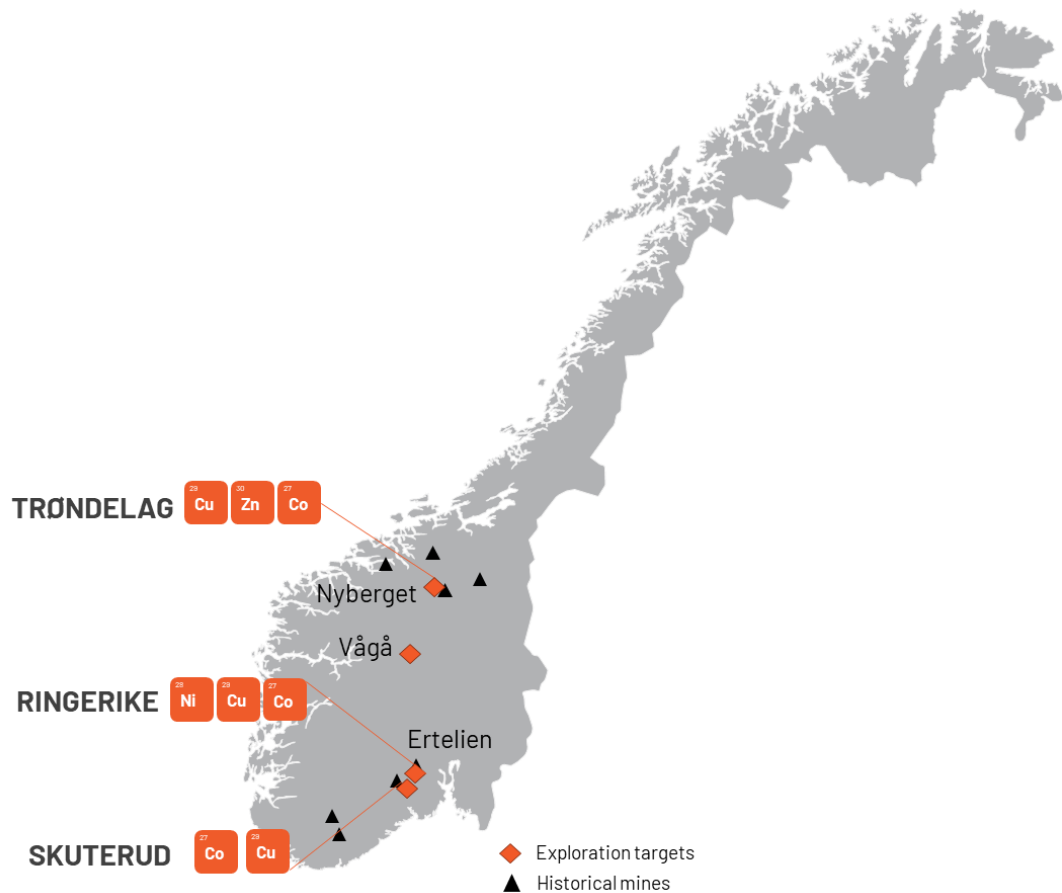 TRØNDELAG
29 Cu 30 Zn 27 Co
Nyberget
Vågå
RINGERIKE
28 Ni 29 Cu 27 Co
Ertelien
SKUTERUD
27 Co 29 Cu
Exploration targets
Historical mines